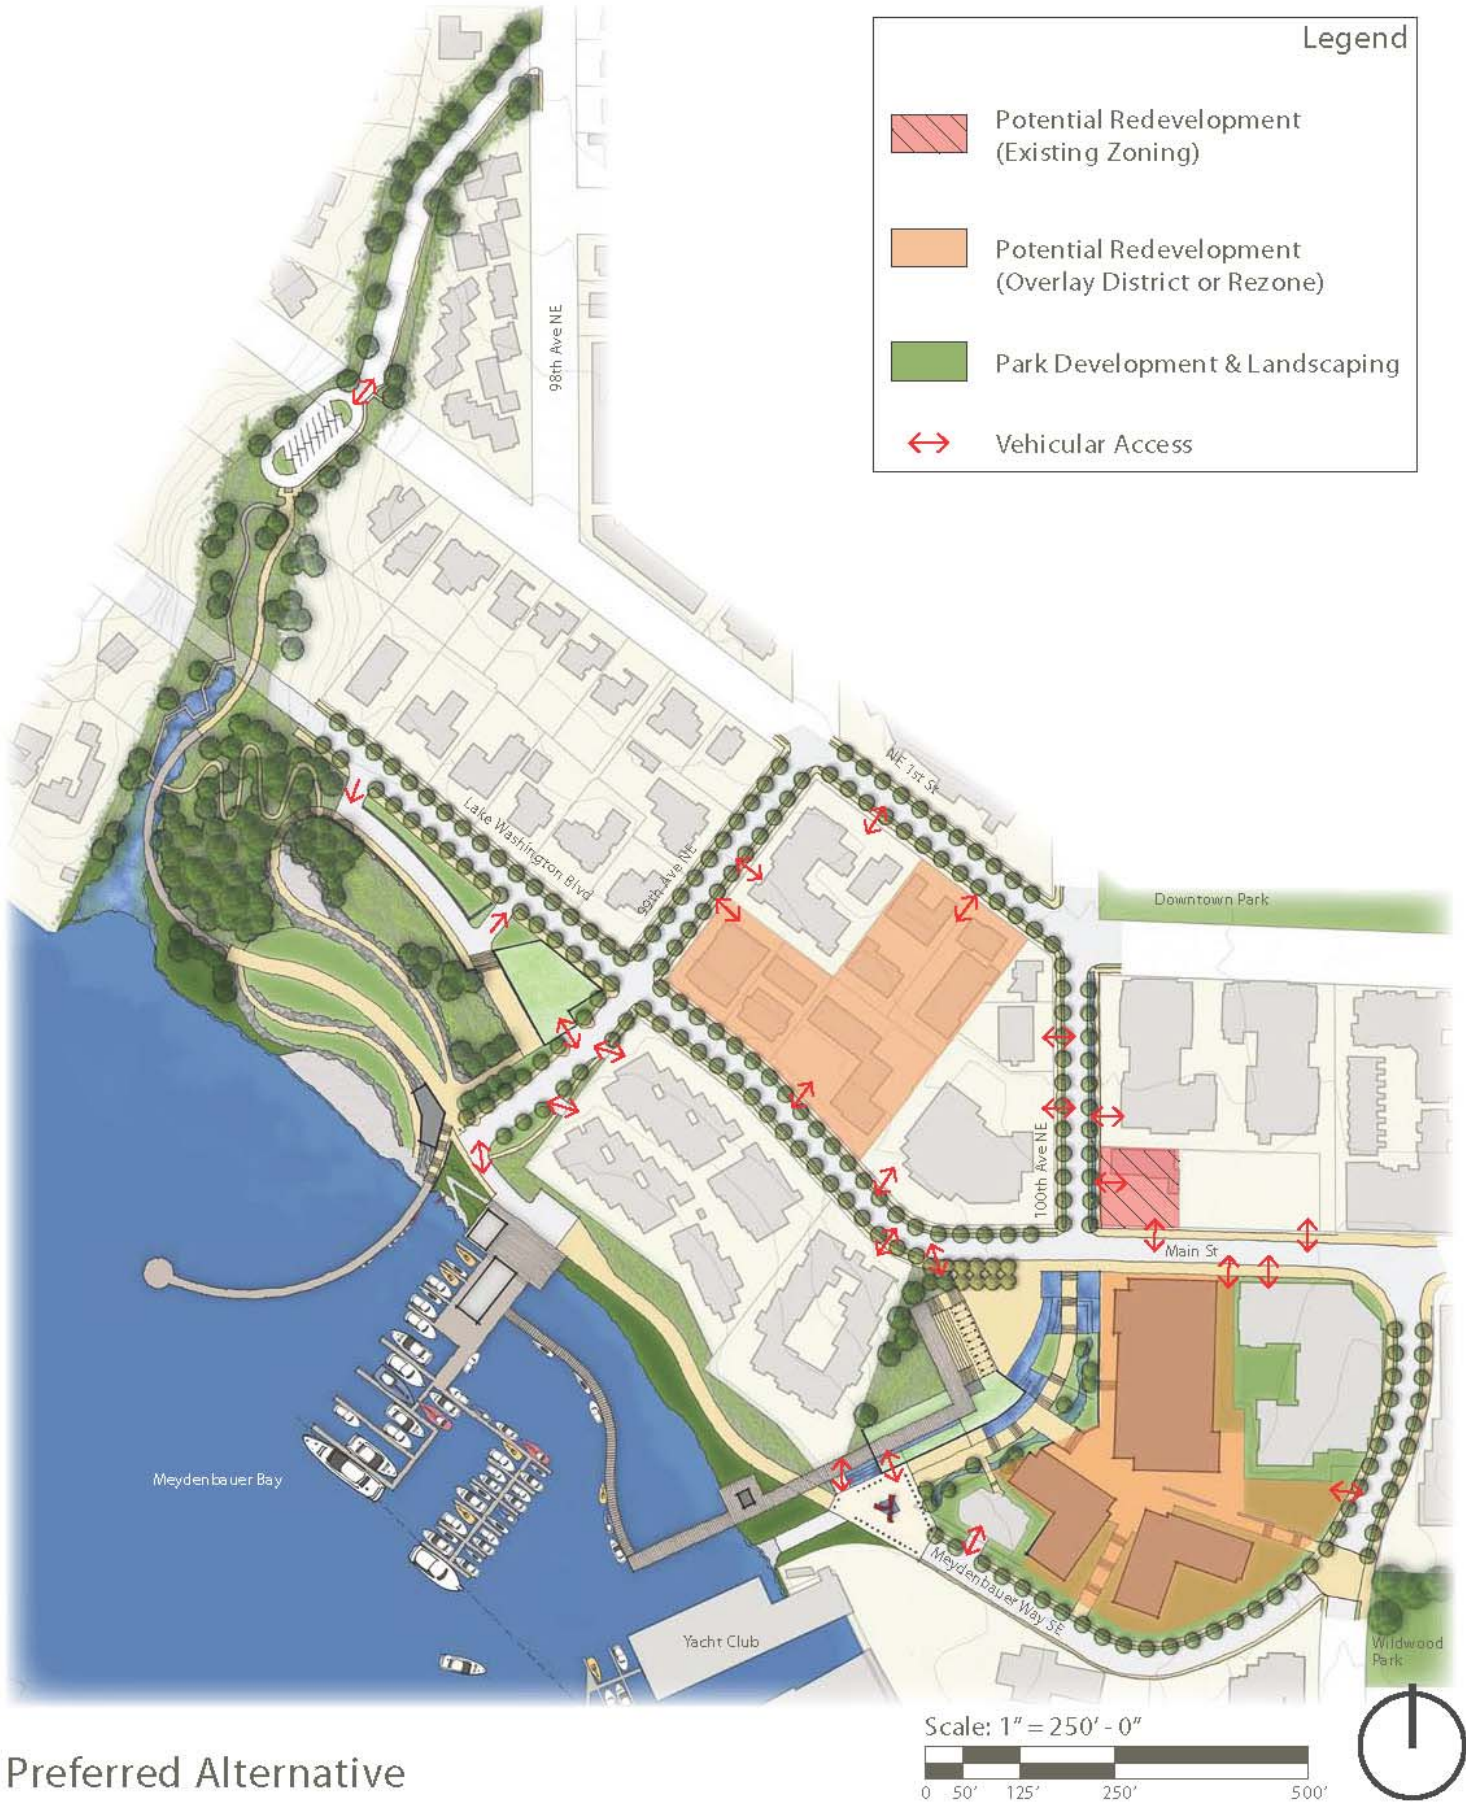 Legend
Potential Redevelopment
(Existing Zoning)
Potential Redevelopment
(Overlay District or Rezone)
Park Development & Landscaping
Vehicular Access
98th Ave NE
NE 1st St
Lake Washington Blvd
99th Ave NE
Downtown Park
100th Ave NE
Main St
Meydenbauer Bay
Meydenbauer Way SE
Yacht Club
Wildwood
Park
Scale: 1" = 250' - 0"
0 50' 125' 250' 500'
Preferred Alternative